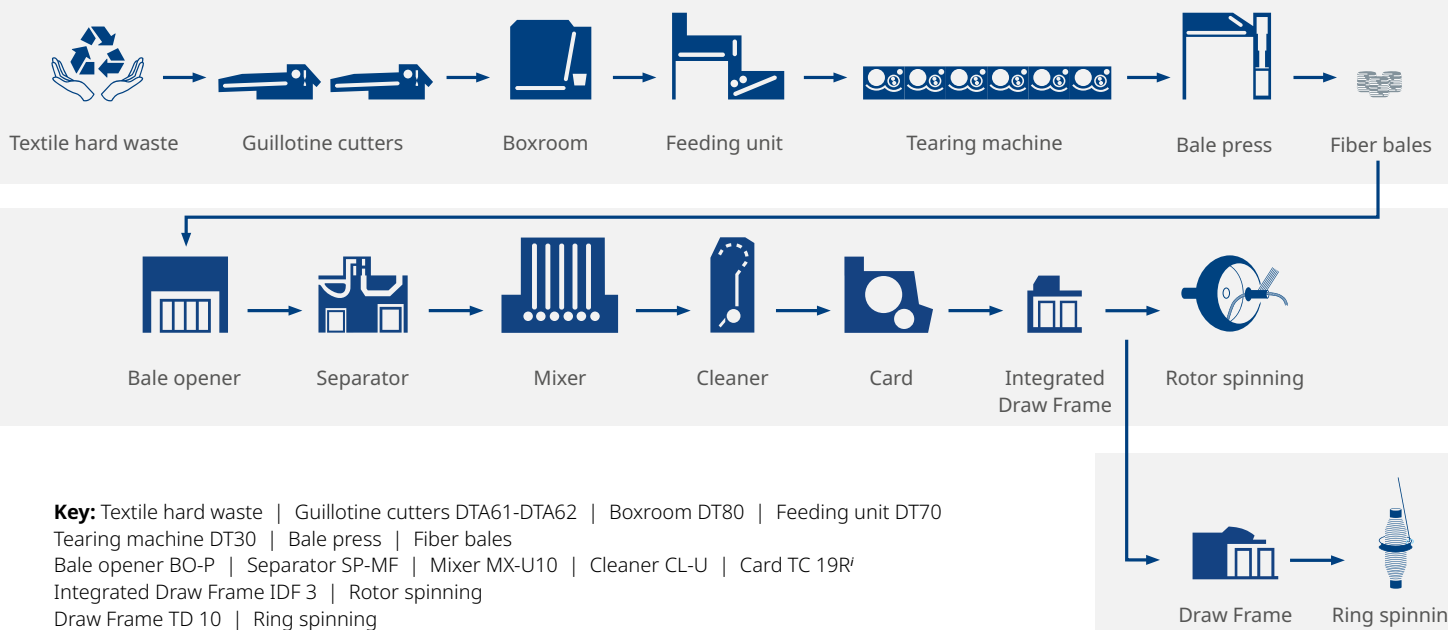 Textile hard waste
Guillotine cutters
Boxroom
Feeding unit
Tearing machine
Bale press
Fiber bales
Bale opener
Separator
Mixer
Cleaner
Card
Integrated
Draw Frame
Rotor spinning
Key: Textile hard waste | Guillotine cutters DTA61-DTA62 | Boxroom DT80 | Feeding unit DT70
Tearing machine DT30 | Bale press | Fiber bales
Bale opener BO-P | Separator SP-MF | Mixer MX-U10 | Cleaner CL-U | Card TC 19Ri
Integrated Draw Frame IDF 3 | Rotor spinning
Draw Frame TD 10 | Ring spinning
Draw Frame
Ring spinnin